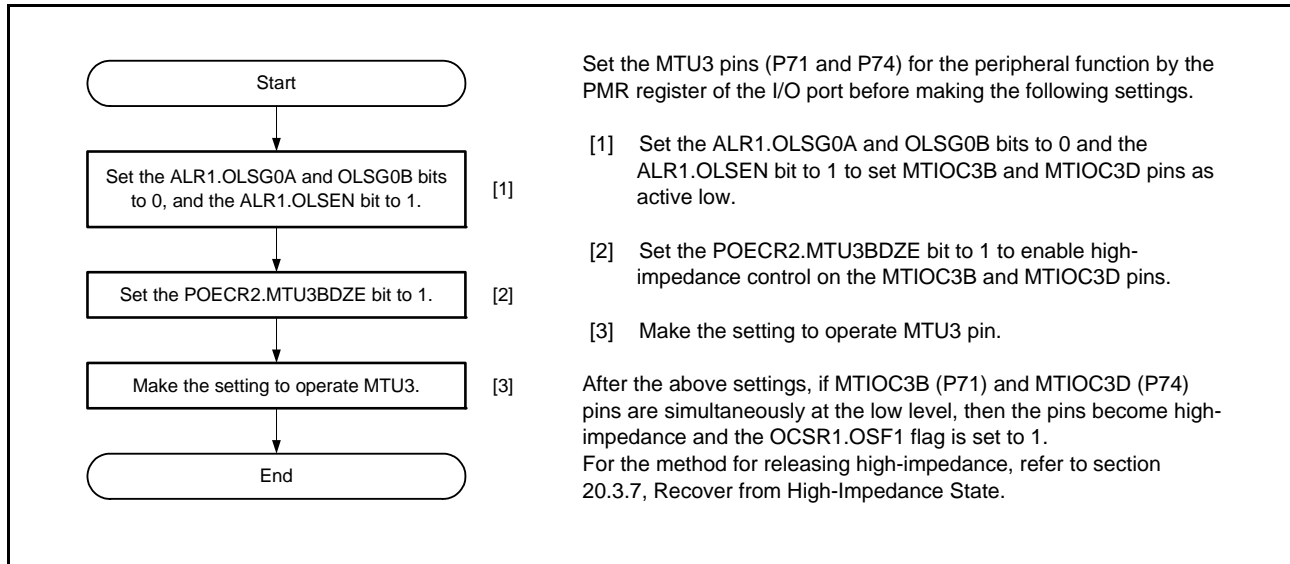 Start
Set the ALR1.OLSG0A and OLSG0B bits
to 0, and the ALR1.OLSEN bit to 1.
[1]
Set the POECR2.MTU3BDZE bit to 1.
[2]
Make the setting to operate MTU3.
[3]
End
Set the MTU3 pins (P71 and P74) for the peripheral function by the
PMR register of the I/O port before making the following settings.
[1] Set the ALR1.OLSG0A and OLSG0B bits to 0 and the
ALR1.OLSEN bit to 1 to set MTIOC3B and MTIOC3D pins as
active low.
[2] Set the POECR2.MTU3BDZE bit to 1 to enable high-
impedance control on the MTIOC3B and MTIOC3D pins.
[3] Make the setting to operate MTU3 pin.
After the above settings, if MTIOC3B (P71) and MTIOC3D (P74)
pins are simultaneously at the low level, then the pins become high-
impedance and the OCSR1.OSF1 flag is set to 1.
For the method for releasing high-impedance, refer to section
20.3.7, Recover from High-Impedance State.